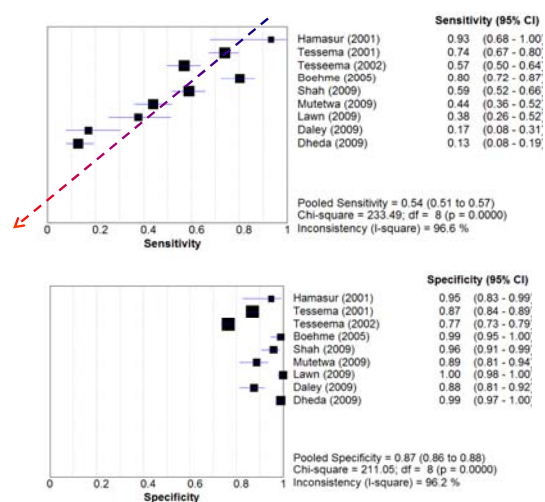 Sensitivity (95% CI)
Hamasur (2001) 0.93 (0.68 - 1.00)
Tessema (2001) 0.74 (0.67 - 0.80)
Tesseema (2002) 0.57 (0.50 - 0.64)
Boehme (2005) 0.80 (0.72 - 0.87)
Shah (2009) 0.59 (0.52 - 0.66)
Mutetwa (2009) 0.44 (0.36 - 0.52)
Lawn (2009) 0.38 (0.26 - 0.52)
Daley (2009) 0.17 (0.08 - 0.31)
Dheda (2009) 0.13 (0.08 - 0.19)
Pooled Sensitivity = 0.54 (0.51 to 0.57)
Chi-square = 233.49; df = 8 (p = 0.0000)
Inconsistency (I-square) = 96.6 %
0 0.2 0.4 0.6 0.8 1
Sensitivity
Specificity (95% CI)
Hamasur (2001) 0.95 (0.83 - 0.99)
Tessema (2001) 0.87 (0.84 - 0.89)
Tesseema (2002) 0.77 (0.73 - 0.79)
Boehme (2005) 0.99 (0.95 - 1.00)
Shah (2009) 0.96 (0.91 - 0.99)
Mutetwa (2009) 0.89 (0.81 - 0.94)
Lawn (2009) 1.00 (0.98 - 1.00)
Daley (2009) 0.88 (0.81 - 0.92)
Dheda (2009) 0.99 (0.97 - 1.00)
Pooled Specificity = 0.87 (0.86 to 0.88)
Chi-square = 211.05; df = 8 (p = 0.0000)
Inconsistency (I-square) = 96.2 %
0 0.2 0.4 0.6 0.8 1
Specificity